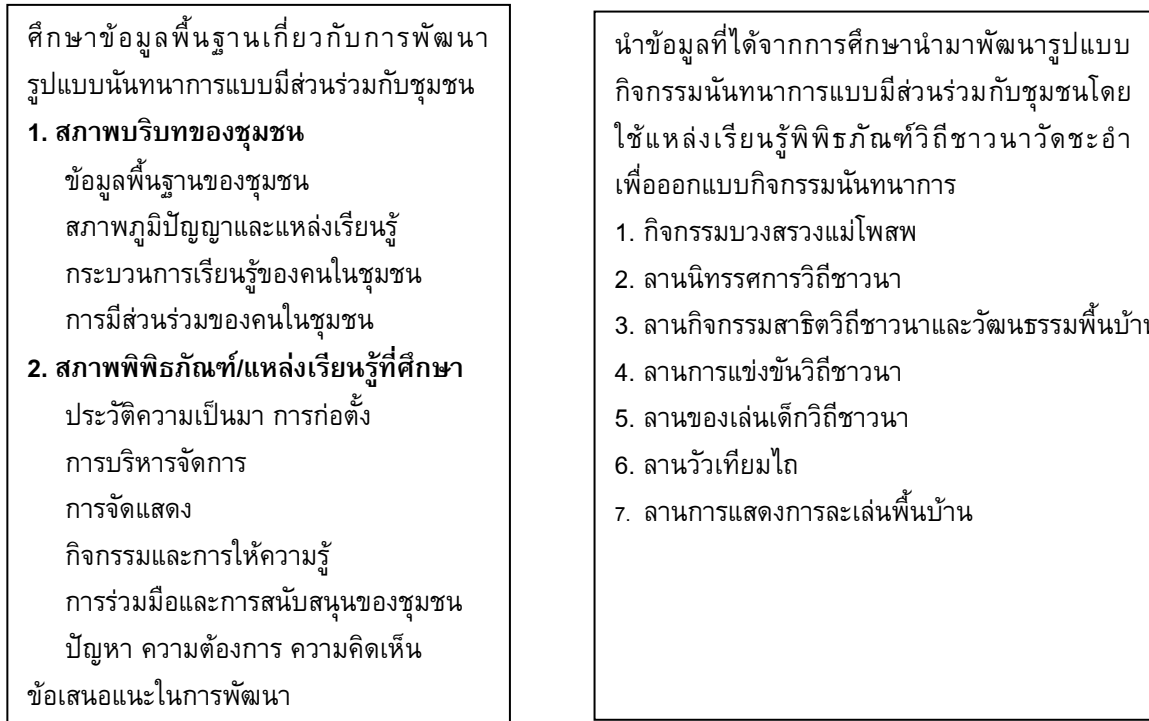 ศึกษาข้อมูลพื้นฐานเกี่ยวกับการพัฒนา
รูปแบบนันทนาการแบบมีส่วนร่วมกับชุมชน
1. สภาพบริบทของชุมชน
ข้อมูลพื้นฐานของชุมชน
สภาพภูมิปัญญาและแหล่งเรียนรู้
กระบวนการเรียนรู้ของคนในชุมชน
การมีส่วนร่วมของคนในชุมชน
2. สภาพพิพิธภัณฑ์/แหล่งเรียนรู้ที่ศึกษา
ประวัติความเป็นมา การก่อตั้ง
การบริหารจัดการ
การจัดแสดง
กิจกรรมและการให้ความรู้
การร่วมมือและการสนับสนุนของชุมชน
ปัญหา ความต้องการ ความคิดเห็น
ข้อเสนอแนะในการพัฒนา
นำข้อมูลที่ได้จากการศึกษานำมาพัฒนารูปแบบ
กิจกรรมนันทนาการแบบมีส่วนร่วมกับชุมชนโดย
ใช้แหล่งเรียนรู้พิพิธภัณฑ์วิถีชาวนาวัดชะอำ
เพื่อออกแบบกิจกรรมนันทนาการ
1. กิจกรรมบวงสรวงแม่โพสพ
2. ลานนิทรรศการวิถีชาวนา
3. ลานกิจกรรมสาธิตวิถีชาวนาและวัฒนธรรมพื้นบ้าน
4. ลานการแข่งขันวิถีชาวนา
5. ลานของเล่นเด็กวิถีชาวนา
6. ลานวัวเทียมไถ
7. ลานการแสดงการละเล่นพื้นบ้าน